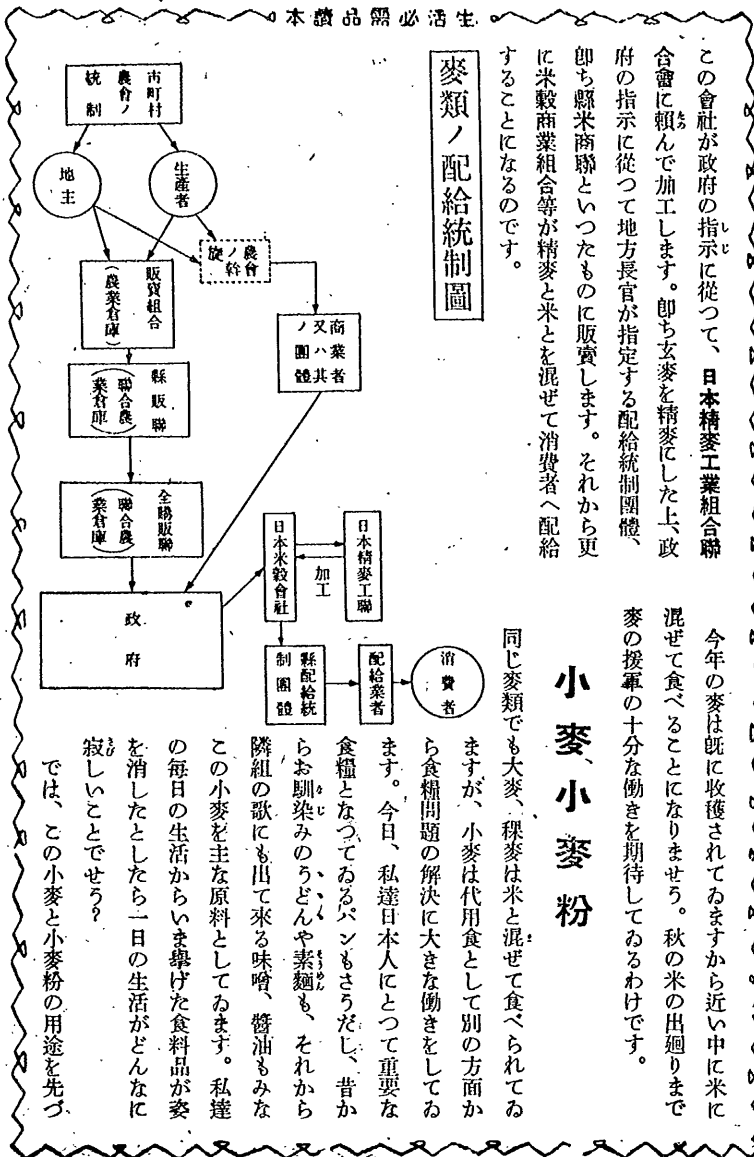 生活必需品讀本
この會社が政府の指示に從つて、日本精麥工業組合聯
合會に賴んで加工します。卽ち玄麥を精麥にした上、政
府の指示に從つて地方長官が指定する配給統制團體、
卽ち縣米商聯といつたものに販賣します。それから更
に米穀商業組合等が精麥と米とを混ぜて消費者へ配給
することになるのです。
麥類ノ配給統制圖
市町村
農會ノ
統制
生產者
地主
農會
ノ幹
旋
商業者
又ハ其
ノ團體
販賣組合
(農業倉庫)
縣販聯
(聯合農
業倉庫)
全購販聯
(聯合農
業倉庫)
政府
日本精麥工聯
加工
日本米穀會社
縣配給統
制團體
配給業者
消費者
今年の麥は既に收穫されてゐますから近い中に米に
混ぜて食べることになりませう。秋の米の出廻りまで
麥の援軍の十分な働きを期待してゐるわけです。
小麥、小麥粉
同じ麥類でも大麥、稞麥は米と混ぜて食べられてゐ
ますが、小麥は代用食として別の方面か
ら食糧問題の解決に大きな働きをしてゐ
ます。今日、私達日本人にとつて重要な
食糧となつてゐるパンもさうだし、昔か
らお馴染みのうどんや素麵も、それから
隣組の歌にも出て來る味噌、醬油もみな
この小麥を主な原料としてゐます。私達
の每日の生活からいま擧げた食料品が姿
を消したとしたら一日の生活がどんなに
寂しいことでせう?
では、この小麥と小麥粉の用途を先づ